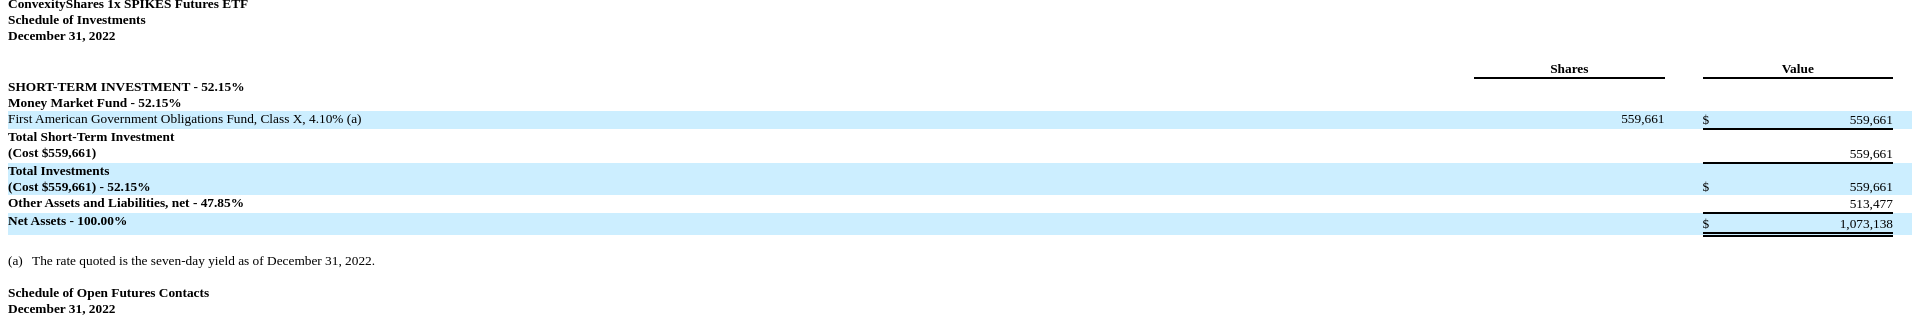 ConvexityShares 1x SPIKES Futures ETF
Schedule of Investments
December 31, 2022
Shares Value
SHORT-TERM INVESTMENT - 52.15%
Money Market Fund - 52.15%
First American Government Obligations Fund, Class X, 4.10% (a) 559,661 $ 559,661
Total Short-Term Investment
(Cost $559,661) 559,661
Total Investments
(Cost $559,661) - 52.15% $ 559,661
Other Assets and Liabilities, net - 47.85% 513,477
Net Assets - 100.00% $ 1,073,138
(a) The rate quoted is the seven-day yield as of December 31, 2022.
Schedule of Open Futures Contacts
December 31, 2022